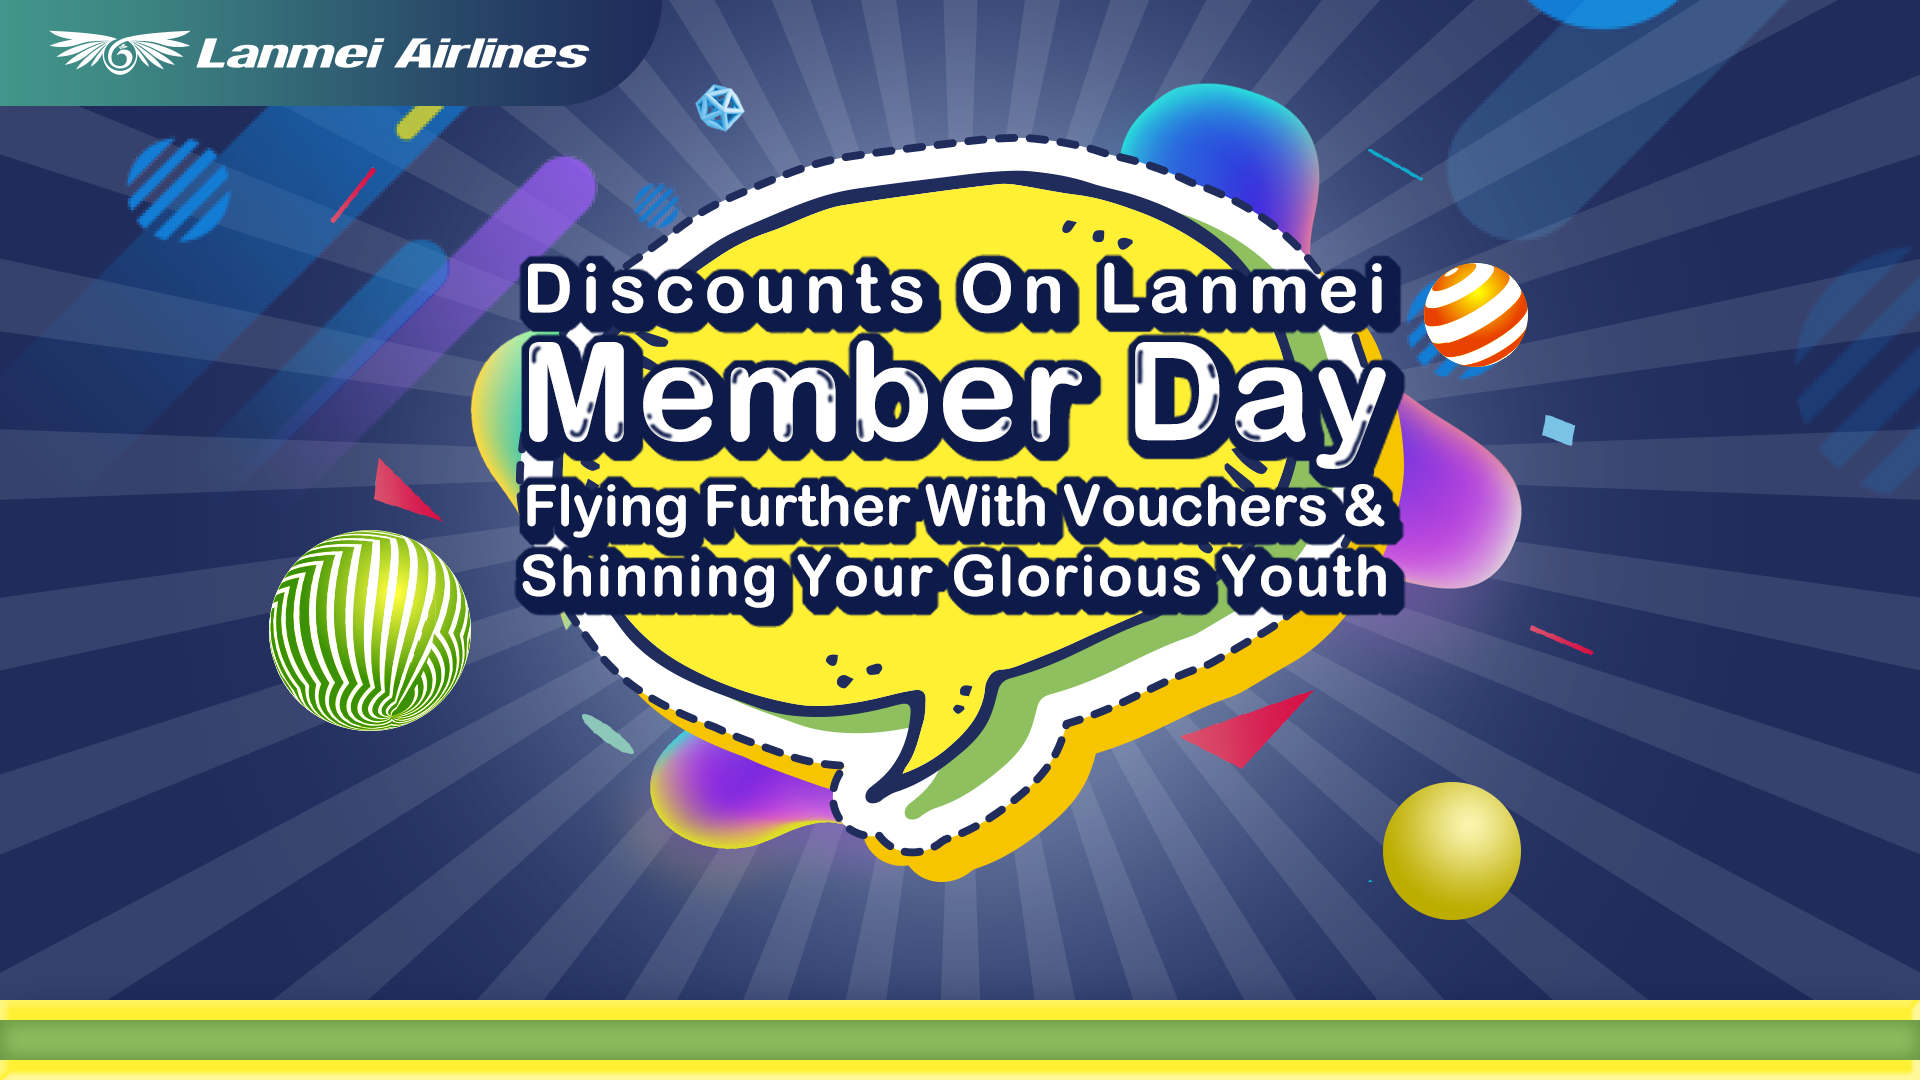 Lanmei Airlines
Discounts On Lanmei
Member Day
Flying Further With Vouchers &
Shinning Your Glorious Youth